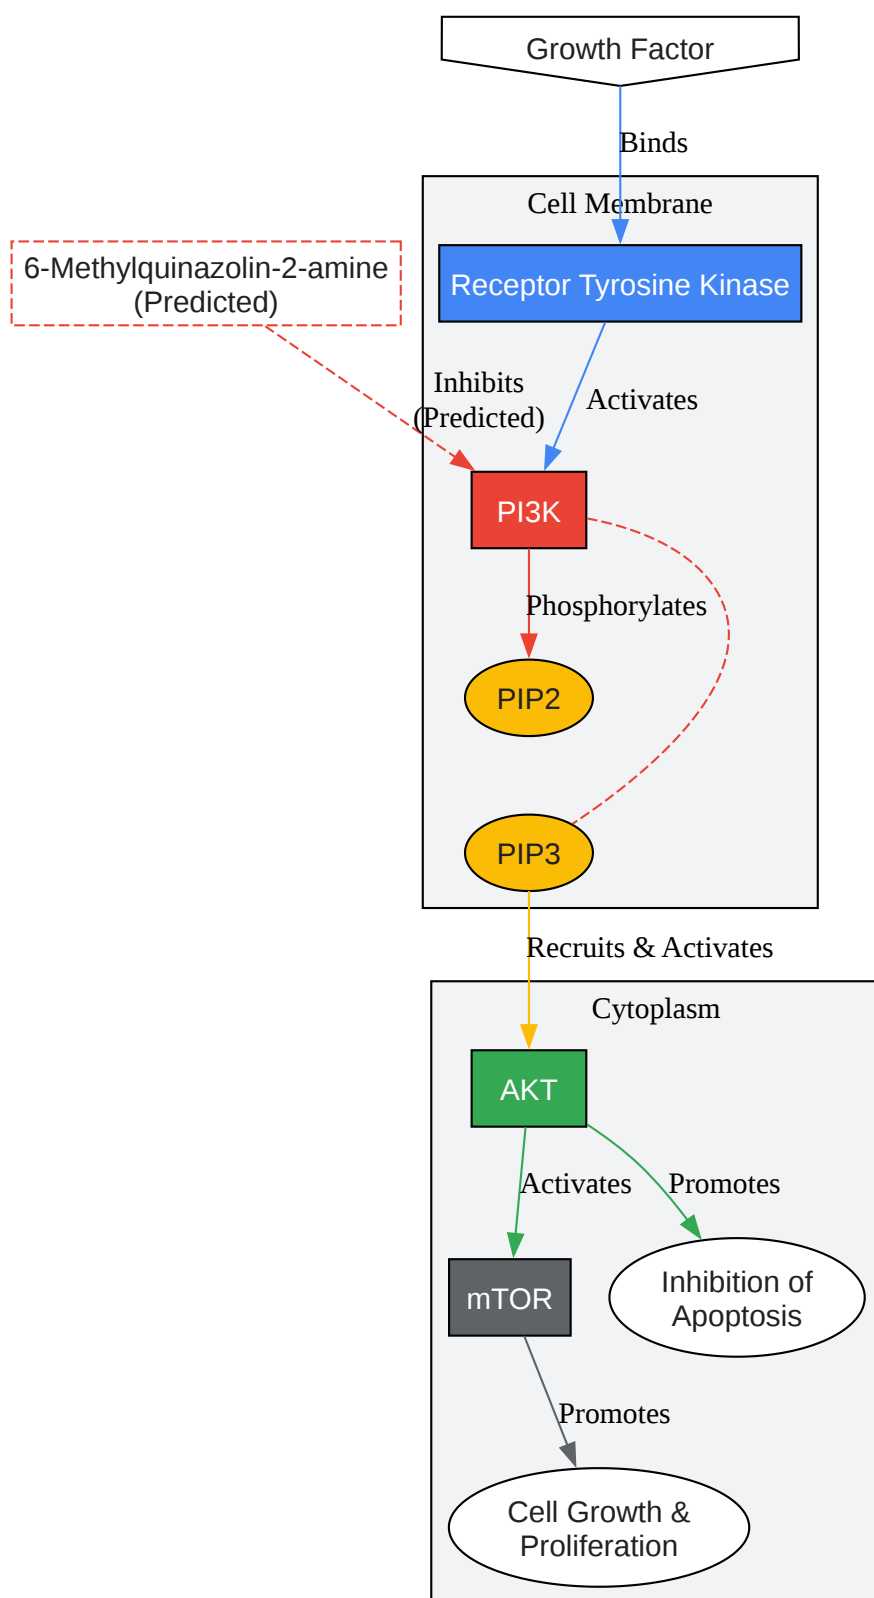 Growth Factor
Binds
Cell Membrane
6-Methylquinazolin-2-amine
(Predicted)
Receptor Tyrosine Kinase
Inhibits
(Predicted)
Activates
PI3K
Phosphorylates
PIP2
PIP3
Recruits & Activates
Cytoplasm
AKT
Activates
Promotes
mTOR
Inhibition of
Apoptosis
Promotes
Cell Growth &
Proliferation